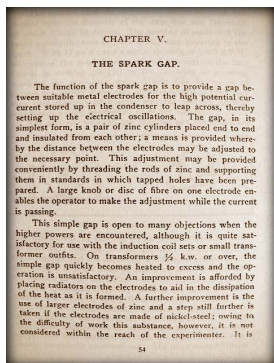 CHAPTER V.
THE SPARK GAP.
The function of the spark gap is to provide a gap be-
tween suitable metal electrodes for the high potential cur-
curent stored up in the condenser to leap across, thereby
setting up the electrical oscillations. The gap, in its
simplest form, is a pair of zinc cylinders placed end to end
and insulated from each other; a means is provided where-
by the distance between the electrodes may be adjusted to
the necessary point. This adjustment may be provided
conveniently by threading the rods of zinc and supporting
them in standards in which tapped holes have been pre-
pared. A large knob or disc of fibre on one electrode en-
ables the operator to make the adjustment while the current
is passing.
This simple gap is open to many objections when the
higher powers are encountered, although it is quite sat-
isfactory for use with the induction coil sets or small trans-
former outfits. On transformers ½ k.w. or over, the
simple gap quickly becomes heated to excess and the op-
eration is unsatisfactory. An improvement is afforded by
placing radiators on the electrodes to aid in the dissipation
of the heat as it is formed. A further improvement is the
use of larger electrodes of zinc and a step still further is
taken if the electrodes are made of nickel-steel; owing to
the difficulty of work this substance, however, it is not
considered within the reach of the experimenter. It is
54